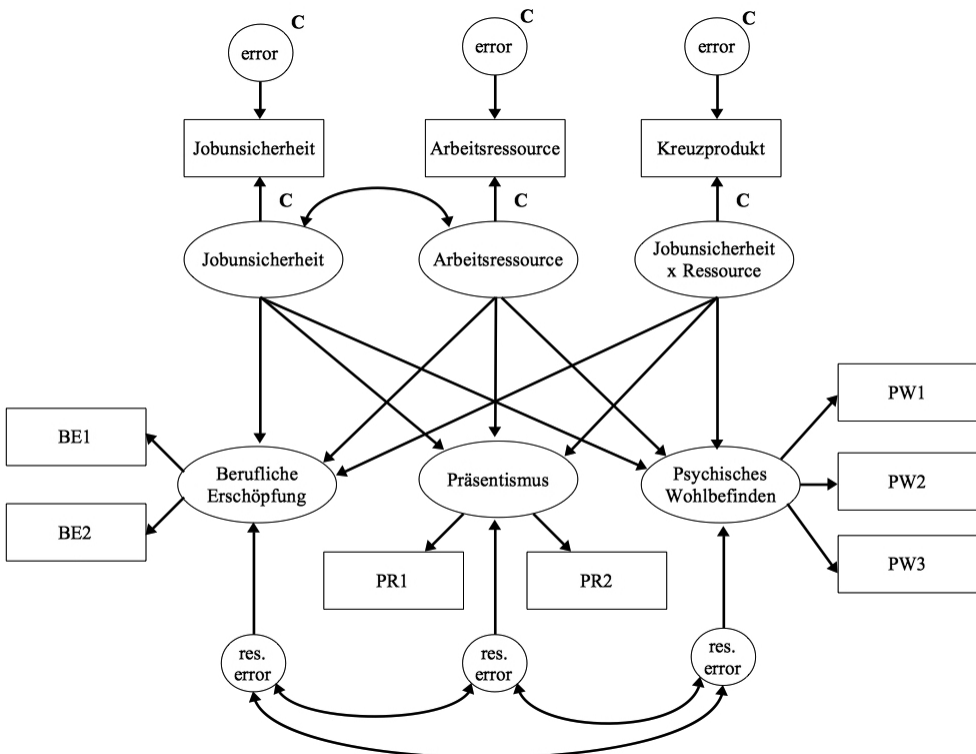 C
C
C
error
error
error
Jobunsicherheit
Arbeitsressource
Kreuzprodukt
C
C
C
Jobunsicherheit
Arbeitsressource
Jobunsicherheit
x Ressource
PW1
BE1
Berufliche
Erschöpfung
Präsentismus
Psychisches
Wohlbefinden
PW2
BE2
PR1
PR2
PW3
res.
error
res.
error
res.
error